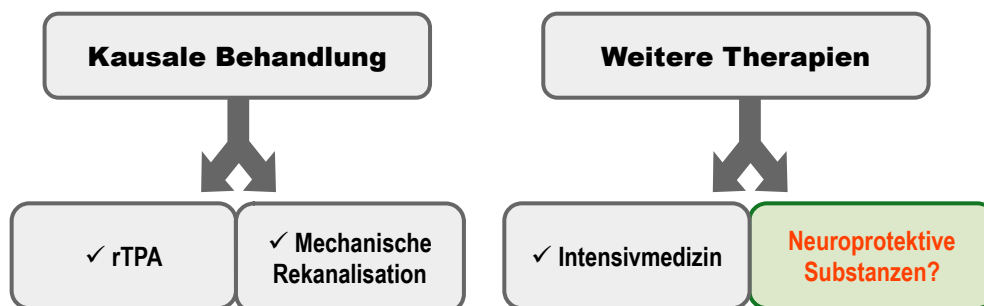 Kausale Behandlung
Weitere Therapien
✓ rTPA
✓ Mechanische
Rekanalisation
✓ Intensivmedizin
Neuroprotektive
Substanzen?